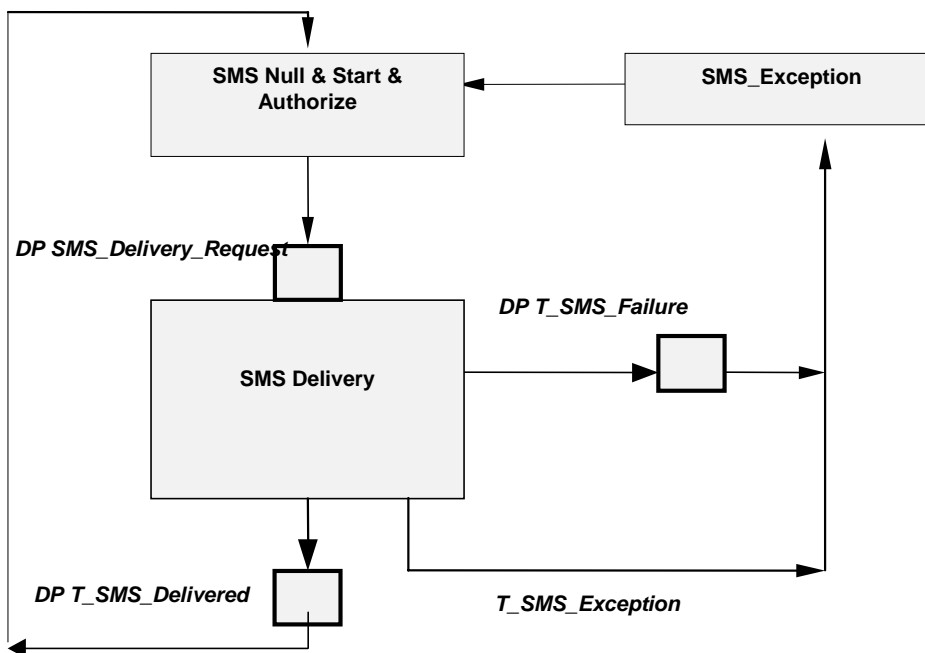 SMS Null & Start &
Authorize
SMS_Exception
DP SMS_Delivery_Request
DP T_SMS_Failure
SMS Delivery
DP T_SMS_Delivered
T_SMS_Exception